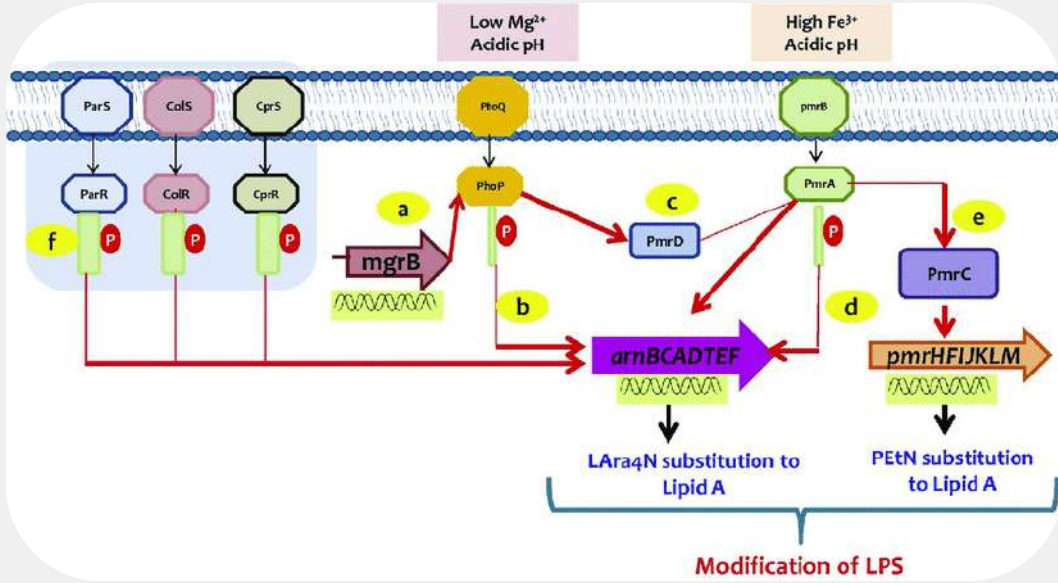 Low Mg²⁺
Acidic pH
High Fe³⁺
Acidic pH
ParS
ColS
CprS
PhoQ
pmrB
ParR
ColR
CprR
PhoP
PmrA
a
c
e
f
P
P
P
P
P
mgrB
PmrD
PmrC
b
d
arnBCADTEF
pmrHFIJKLM
LAra4N substitution to
Lipid A
PEtN substitution
to Lipid A
Modification of LPS